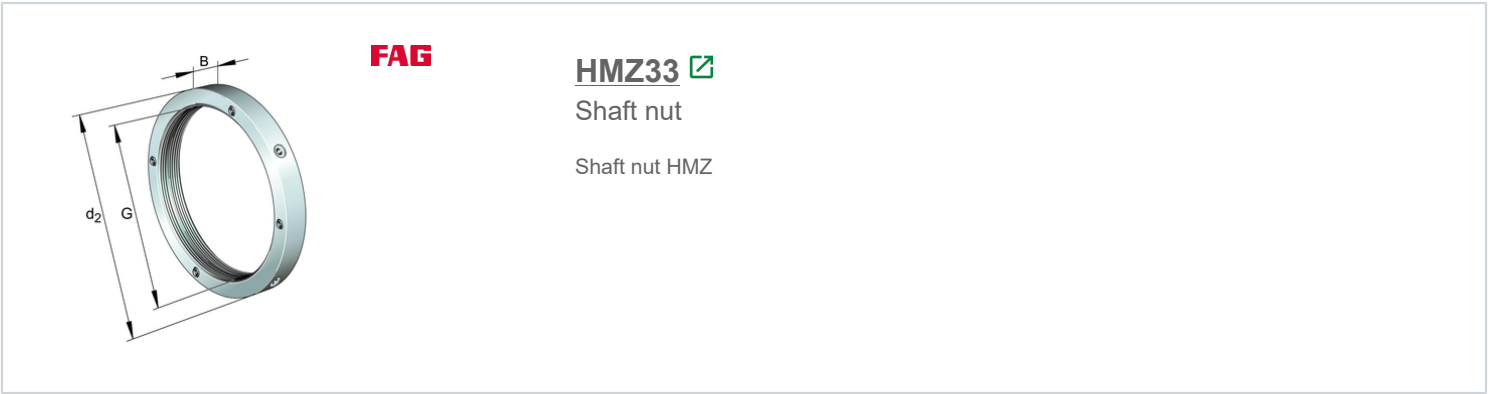 B
d2
G
FAG
HMZ33
Shaft nut
Shaft nut HMZ